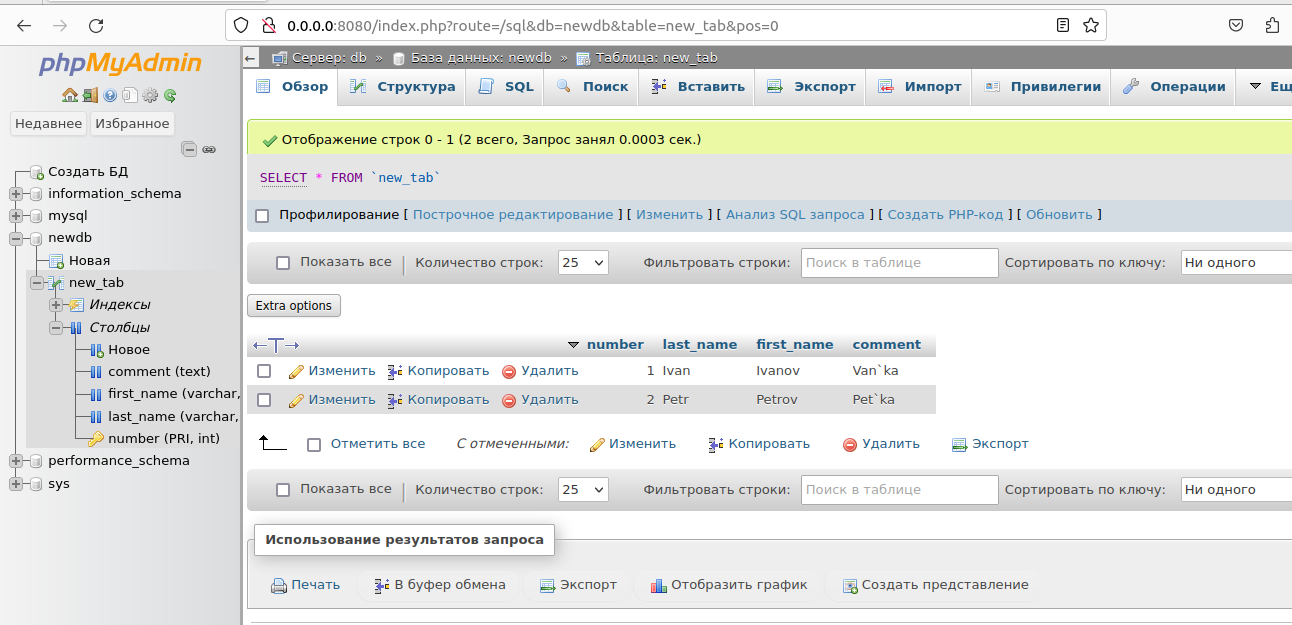 0.0.0.0:8080/index.php?route=/sql&db=newdb&table=new_tab&pos=0
phpMyAdmin
Недавнее Избранное
Создать БД
information_schema
mysql
newdb
Новая
new_tab
Индексы
Столбцы
Новое
comment (text)
first_name (varchar,
last_name (varchar,
number (PRI, int)
performance_schema
sys
Сервер: db » База данных: newdb » Таблица: new_tab
Обзор Структура SQL Поиск Вставить Экспорт Импорт Привилегии Операции Ещ
Отображение строк 0 - 1 (2 всего, Запрос занял 0.0003 сек.)
SELECT * FROM `new_tab`
Профилирование [ Построчное редактирование ] [ Изменить ] [ Анализ SQL запроса ] [ Создать PHP-код ] [ Обновить ]
Показать все | Количество строк: 25 Фильтровать строки: Поиск в таблице Сортировать по ключу: Ни одного
Extra options
←T→ number last_name first_name comment
Изменить Копировать Удалить 1 Ivan Ivanov Van`ka
Изменить Копировать Удалить 2 Petr Petrov Pet`ka
Отметить все С отмеченными: Изменить Копировать Удалить Экспорт
Показать все | Количество строк: 25 Фильтровать строки: Поиск в таблице Сортировать по ключу: Ни одного
Использование результатов запроса
Печать В буфер обмена Экспорт Отобразить график Создать представление